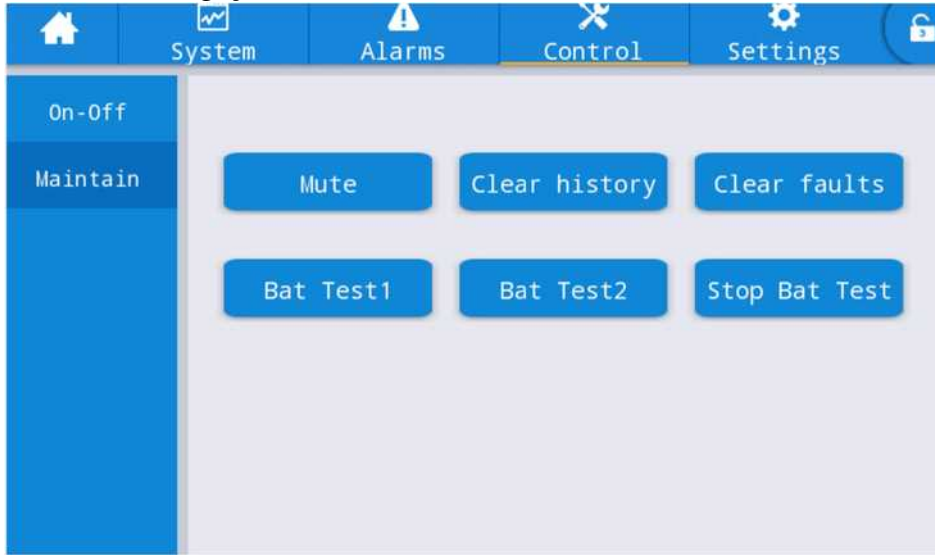 System Alarms Control Settings
On-Off
Maintain
Mute Clear history Clear faults
Bat Test1 Bat Test2 Stop Bat Test